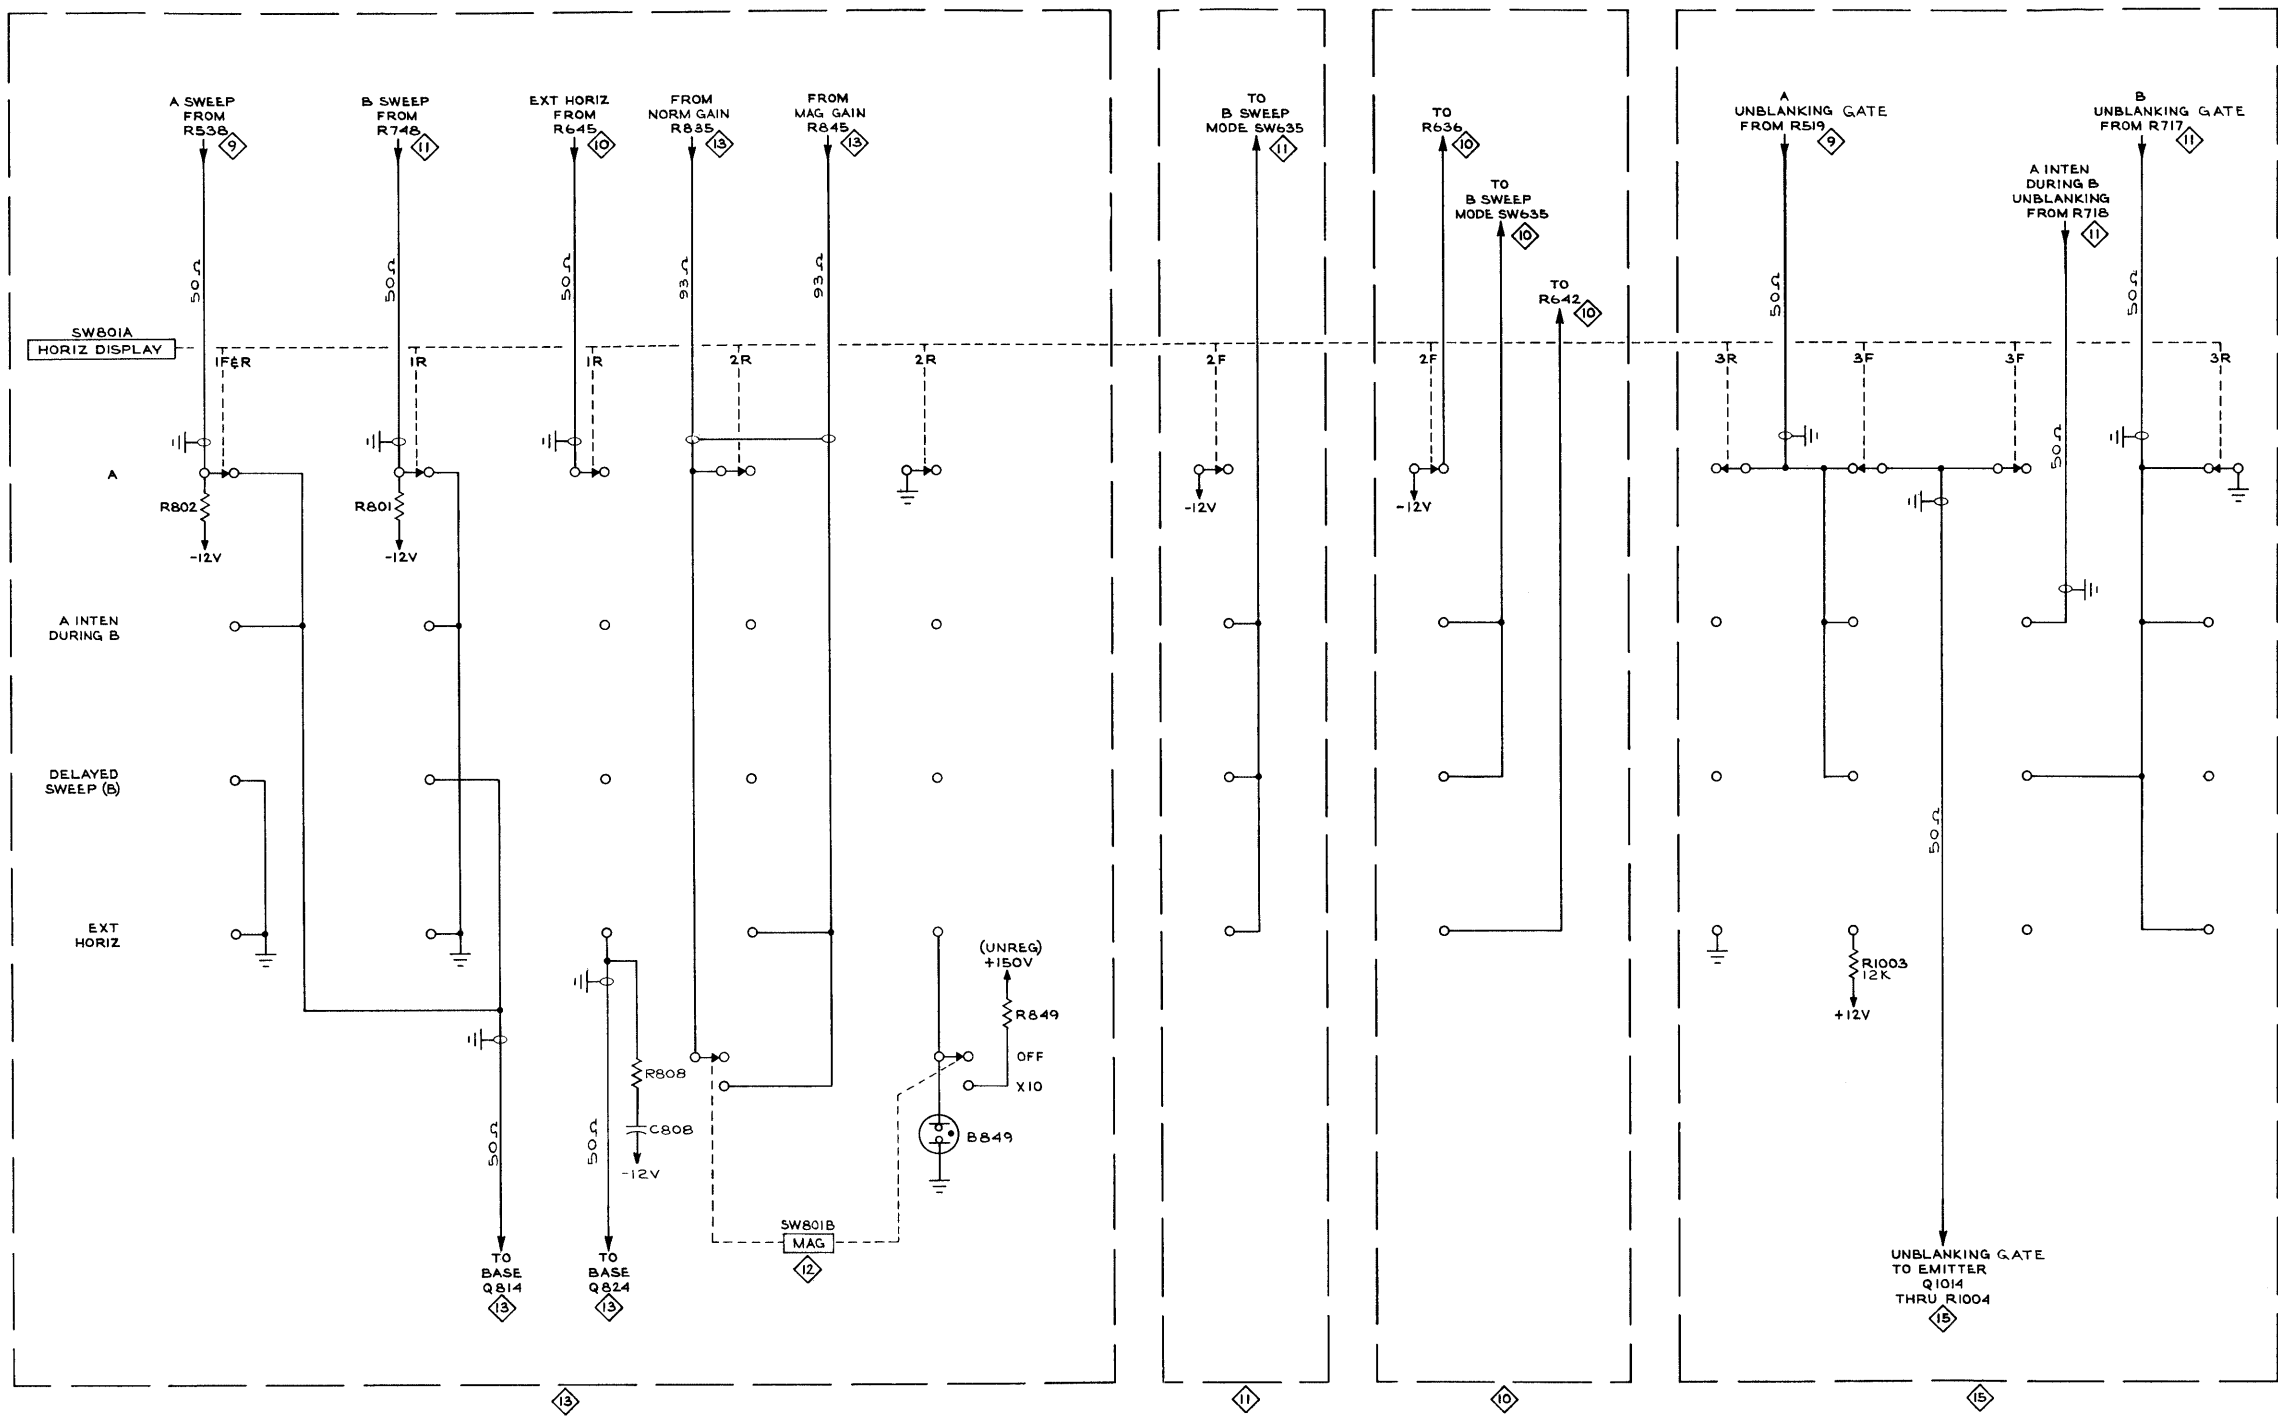 A SWEEP
FROM
R538
9
B SWEEP
FROM
R748
11
EXT HORIZ
FROM
R645
10
FROM
NORM GAIN
R835
13
FROM
MAG GAIN
R845
13
TO
B SWEEP
MODE SW635
11
TO
R636
10
TO
B SWEEP
MODE SW635
10
TO
R642
10
A
UNBLANKING GATE
FROM R519
9
A INTEN
DURING B
UNBLANKING
FROM R718
11
B
UNBLANKING GATE
FROM R717
11
50Ω
50Ω
50Ω
93Ω
93Ω
50Ω
50Ω
50Ω
SW801A
HORIZ DISPLAY
1F&R
1R
1R
2R
2R
2F
2F
3R
3F
3F
3R
A
R802
-12V
R801
-12V
-12V
-12V
A INTEN
DURING B
DELAYED
SWEEP (B)
EXT
HORIZ
(UNREG)
+150V
R849
OFF
X10
R808
C808
-12V
B849
50Ω
50Ω
SW801B
MAG
12
TO
BASE
Q814
13
TO
BASE
Q824
13
R1003
12K
+12V
50Ω
UNBLANKING GATE
TO EMITTER
Q1014
THRU R1004
15
13
11
10
15